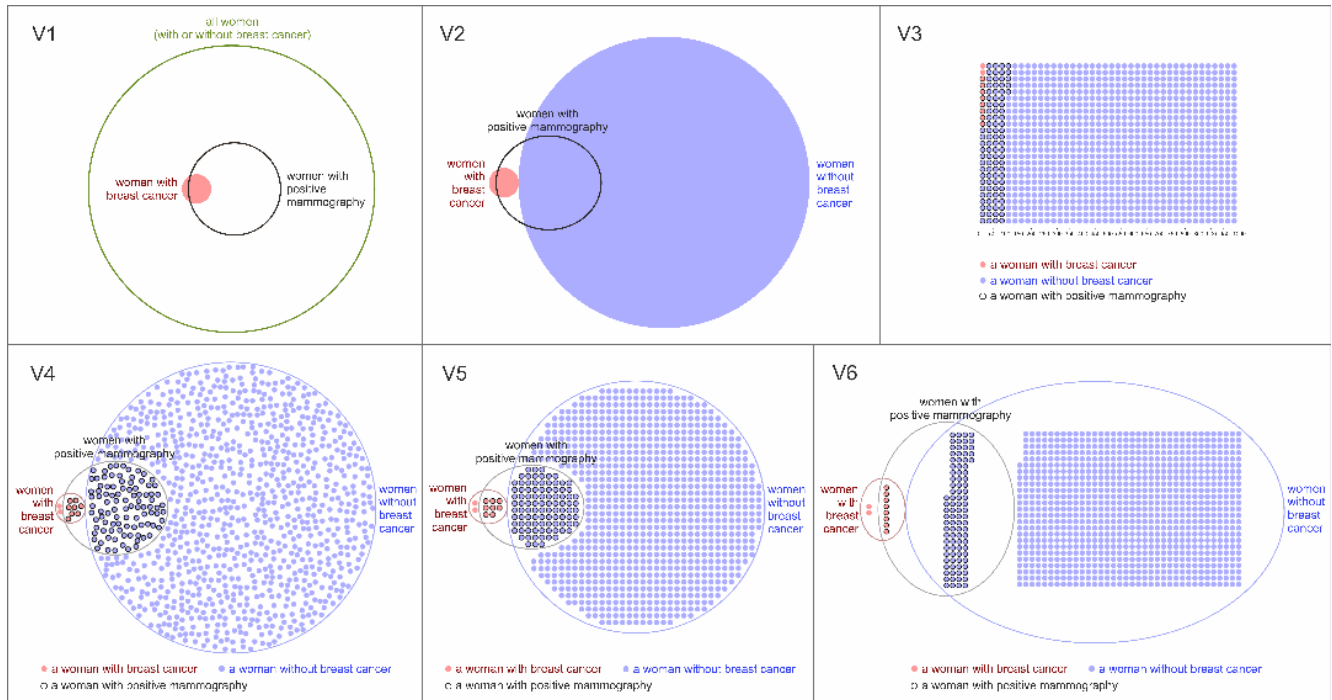 V1
all women
(with or without breast cancer)
women with
breast cancer
women with
positive
mammography
V2
women with
positive mammography
women
with
breast
cancer
women
without
breast
cancer
V3
a woman with breast cancer
a woman without breast cancer
a woman with positive mammography
V4
women with
positive mammography
women
with
breast
cancer
women
without
breast
cancer
a woman with breast cancer
a woman without breast cancer
a woman with positive mammography
V5
women with
positive mammography
women
with
breast
cancer
women
without
breast
cancer
a woman with breast cancer
a woman without breast cancer
a woman with positive mammography
V6
women with
positive mammography
women
with
breast
cancer
women
without
breast
cancer
a woman with breast cancer
a woman without breast cancer
a woman with positive mammography